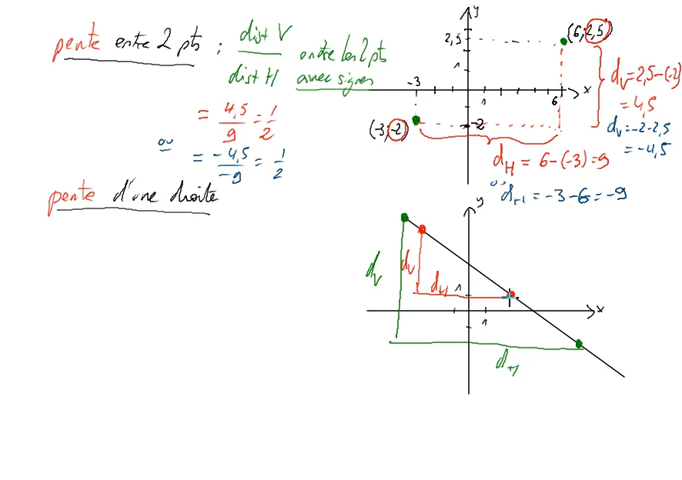 pente entre 2 pts : dist V / dist H entre les 2 pts avec signes
= 4,5 / 9 = 1 / 2
ou
= -4,5 / -9 = 1 / 2
pente d'une droite
y
2,5
(6; 2,5)
1
-3
1
6
x
(-3; -2)
-2
dV = 2,5 - (-2)
= 4,5
dV = -2 - 2,5
= -4,5
dH = 6 - (-3) = 9
ou dH = -3 - 6 = -9
y
dV
dV
dH
1
x
1
dH